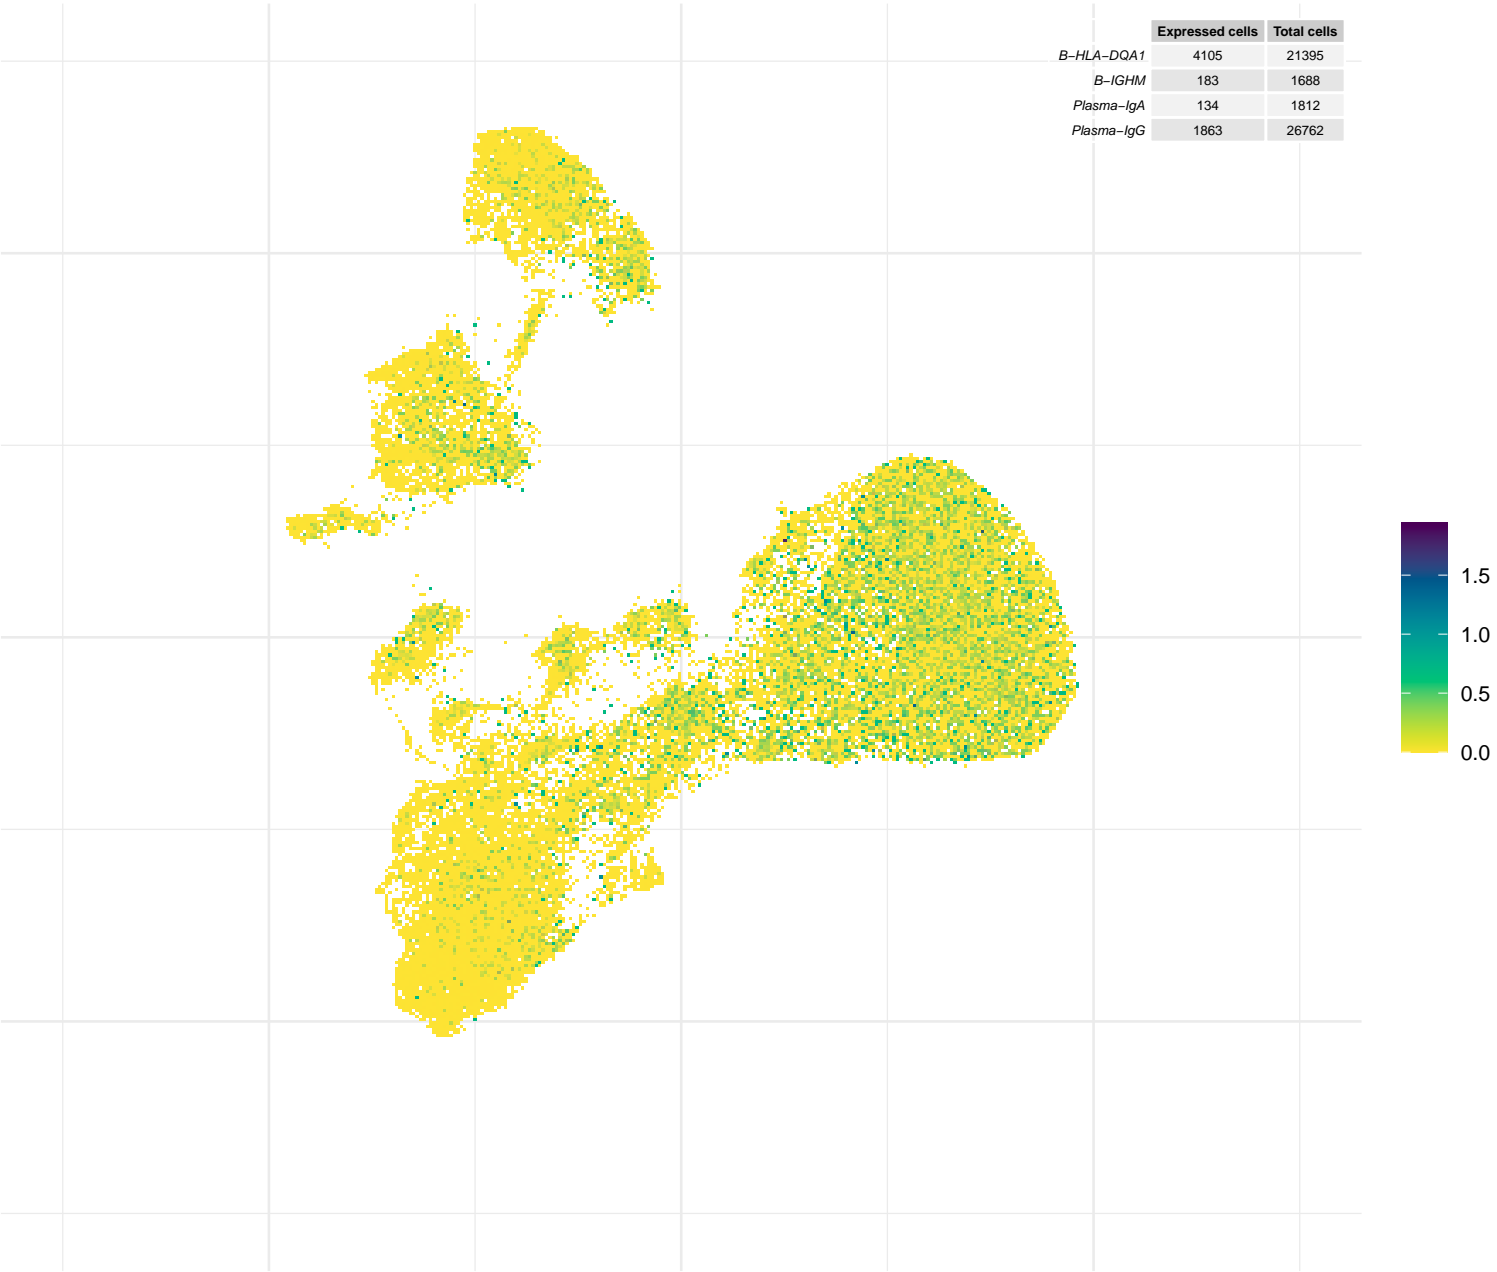 Expressed cells Total cells
B−HLA−DQA1 4105 21395
B−IGHM 183 1688
Plasma−IgA 134 1812
Plasma−IgG 1863 26762
1.5
1.0
0.5
0.0